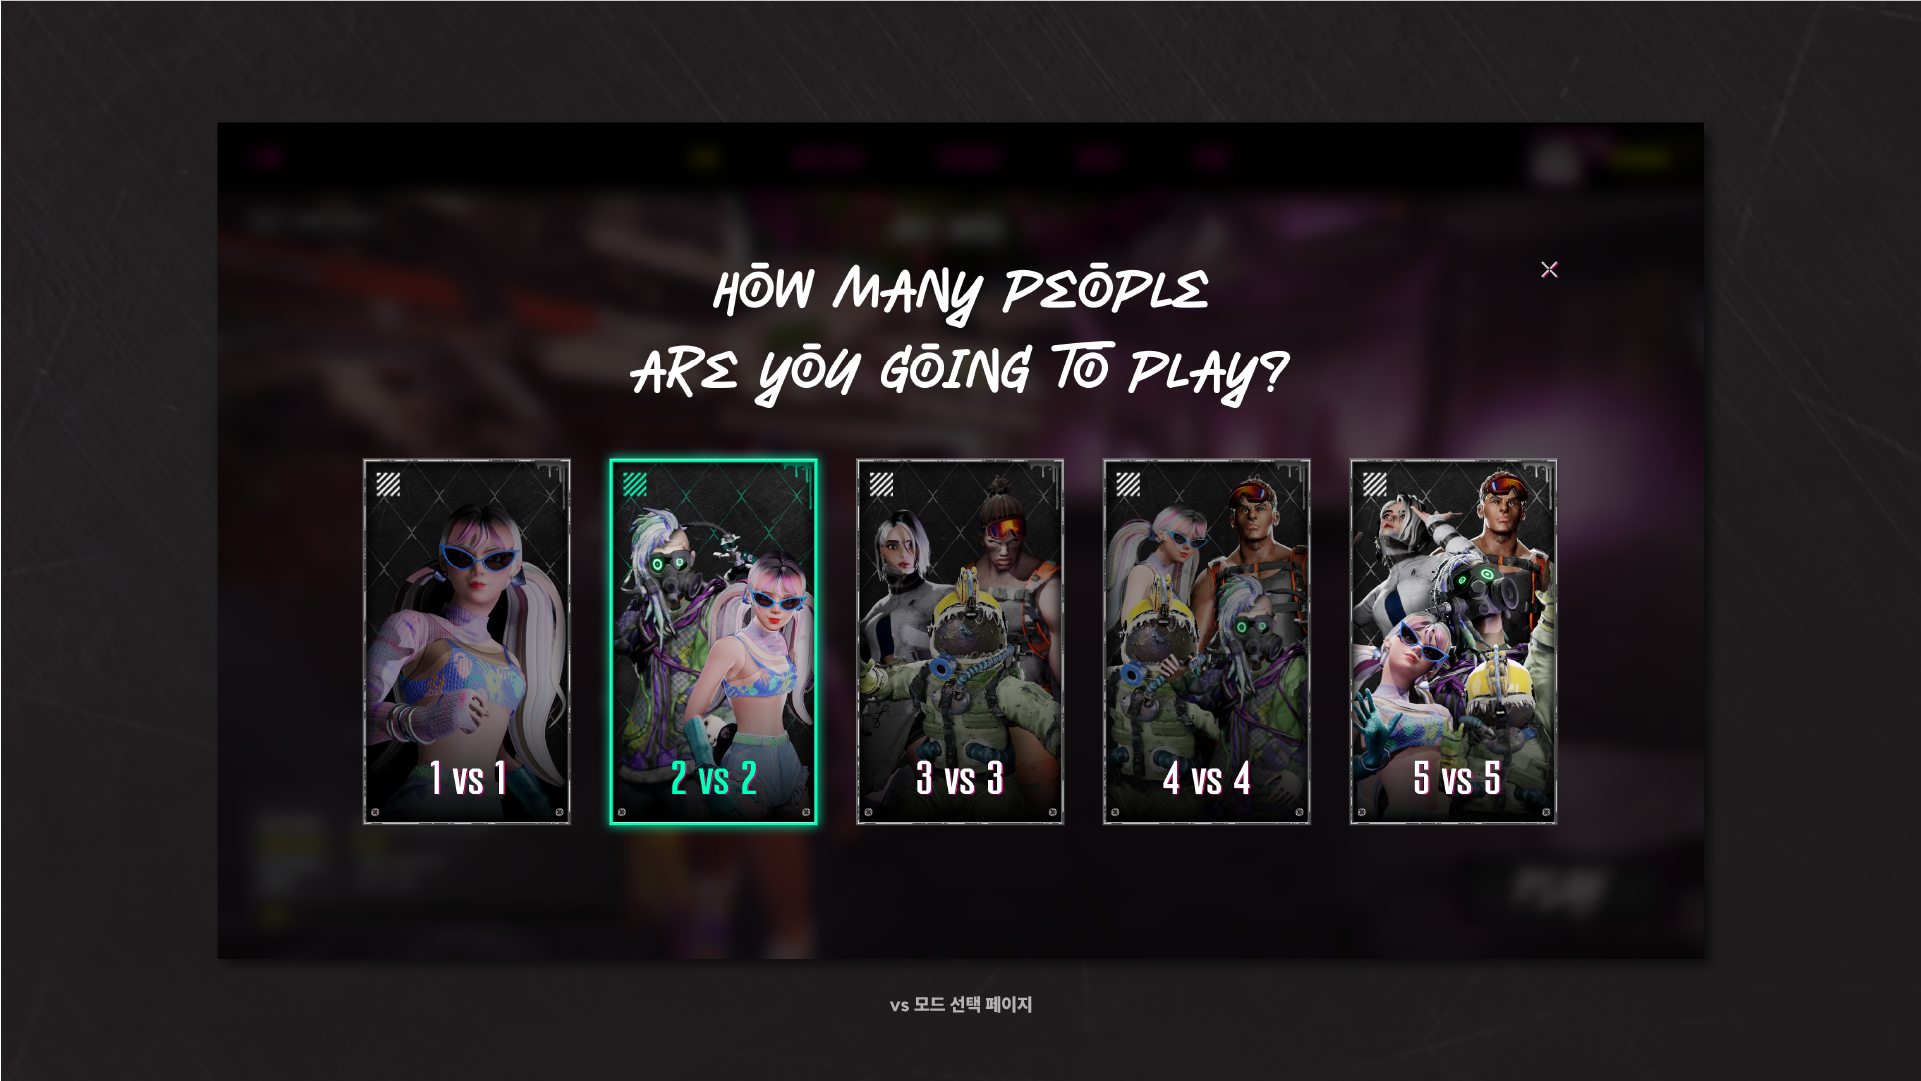 HOW MANY PEOPLE
ARE YOU GOING TO PLAY?
1 vs 1
2 vs 2
3 vs 3
4 vs 4
5 vs 5
PLAY
vs 모드 선택 페이지